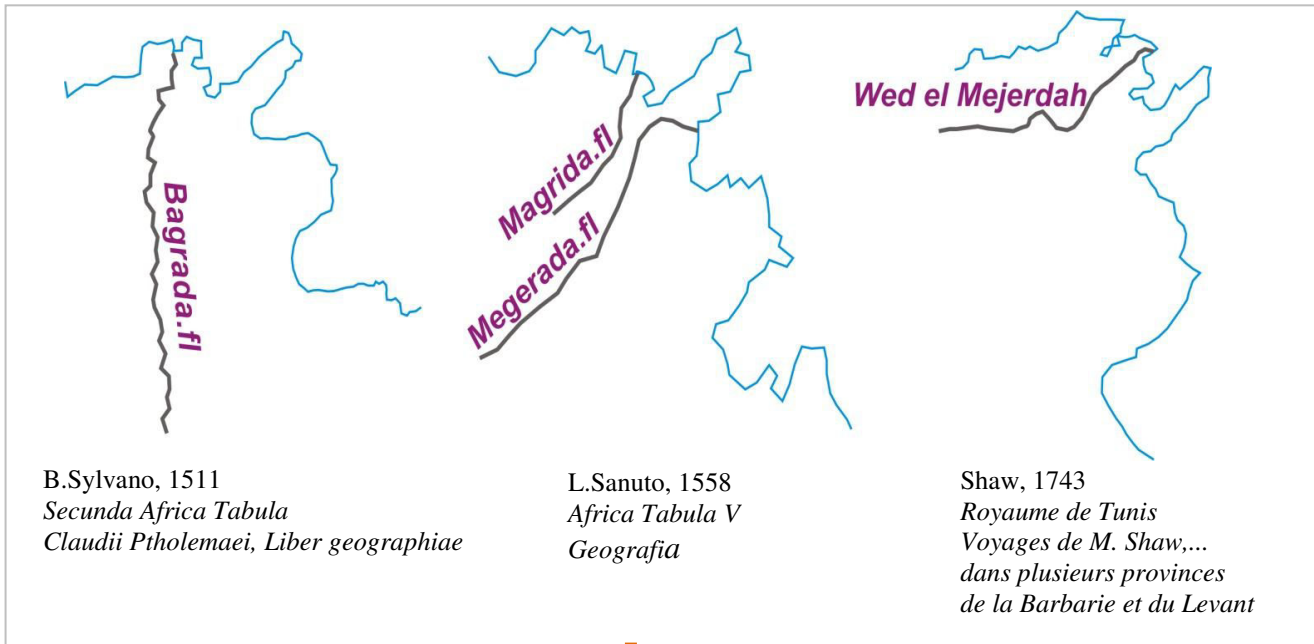 Bagrada.fl
Magrida.fl
Megerada.fl
Wed el Mejerdah
B.Sylvano, 1511
Secunda Africa Tabula
Claudii Ptholemaei, Liber geographiae
L.Sanuto, 1558
Africa Tabula V
Geografia
Shaw, 1743
Royaume de Tunis
Voyages de M. Shaw,...
dans plusieurs provinces
de la Barbarie et du Levant